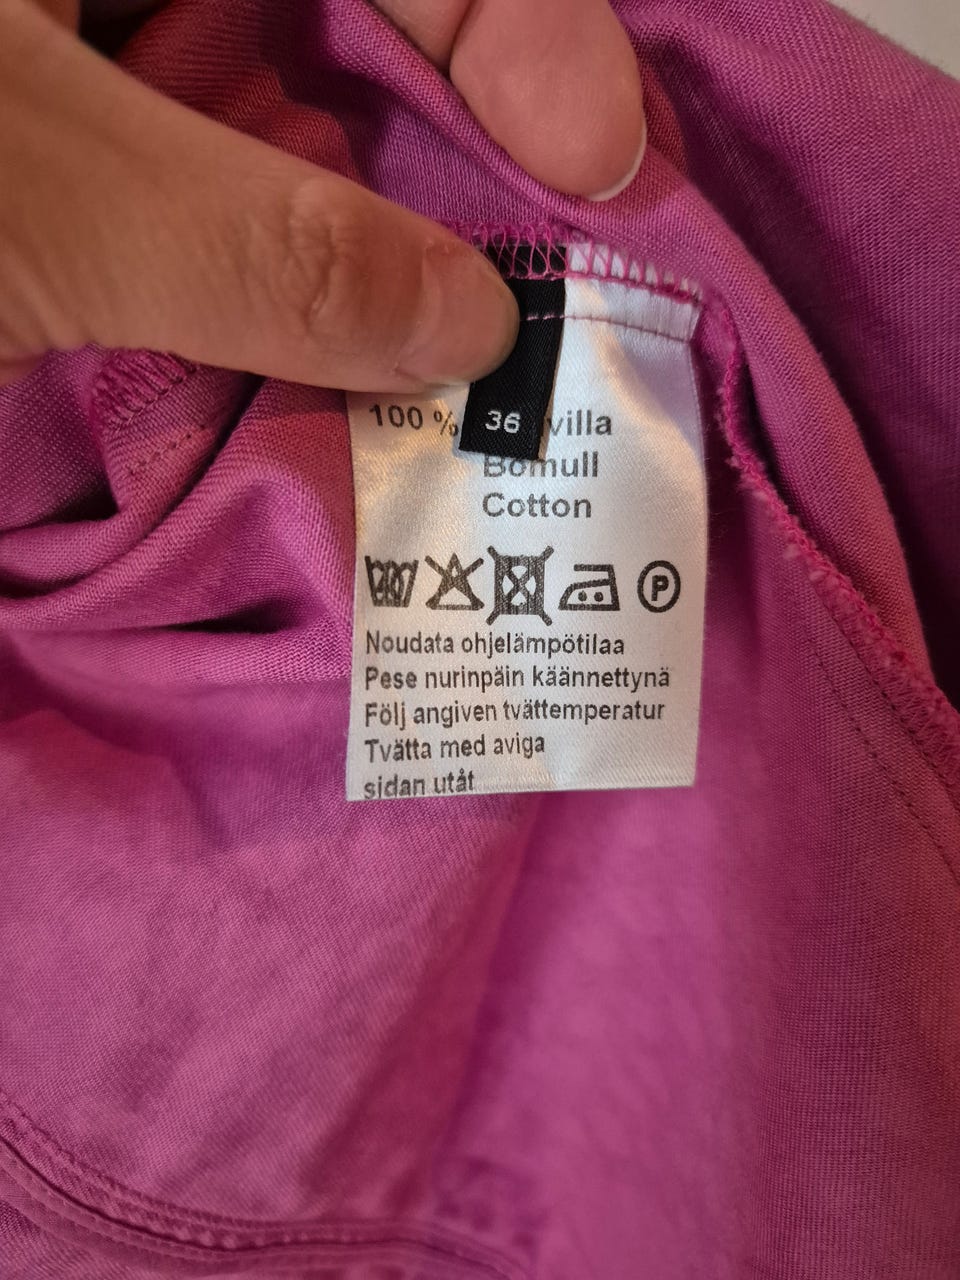 100 %
36
villa
Bomull
Cotton
P
Noudata ohjelämpötilaa
Pese nurinpäin käännettynä
Följ angiven tvättemperatur
Tvätta med aviga
sidan utåt